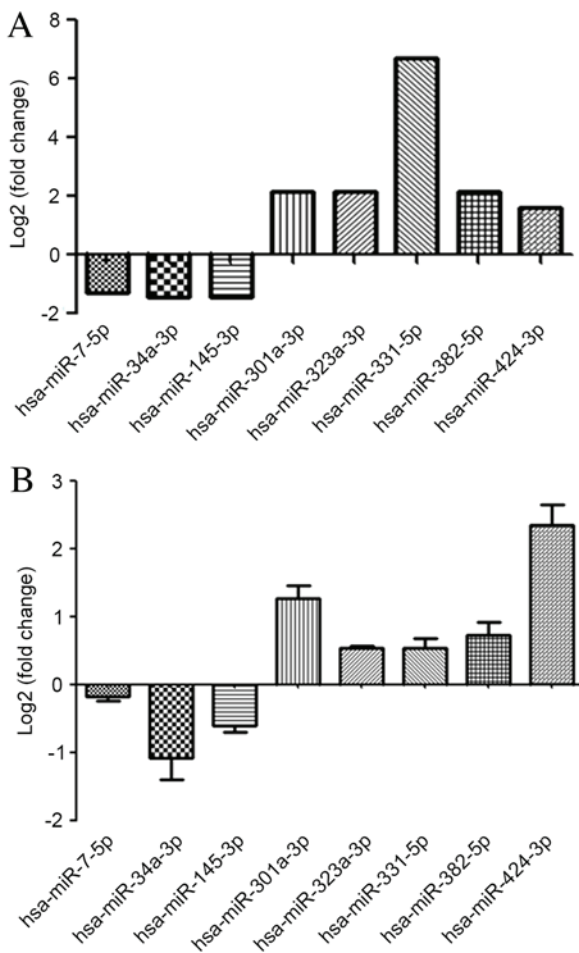 A
Log2 (fold change)
8
6
4
2
0
-2
hsa-miR-7-5p
hsa-miR-34a-3p
hsa-miR-145-3p
hsa-miR-301a-3p
hsa-miR-323a-3p
hsa-miR-331-5p
hsa-miR-382-5p
hsa-miR-424-3p
B
Log2 (fold change)
3
2
1
0
-1
-2
hsa-miR-7-5p
hsa-miR-34a-3p
hsa-miR-145-3p
hsa-miR-301a-3p
hsa-miR-323a-3p
hsa-miR-331-5p
hsa-miR-382-5p
hsa-miR-424-3p